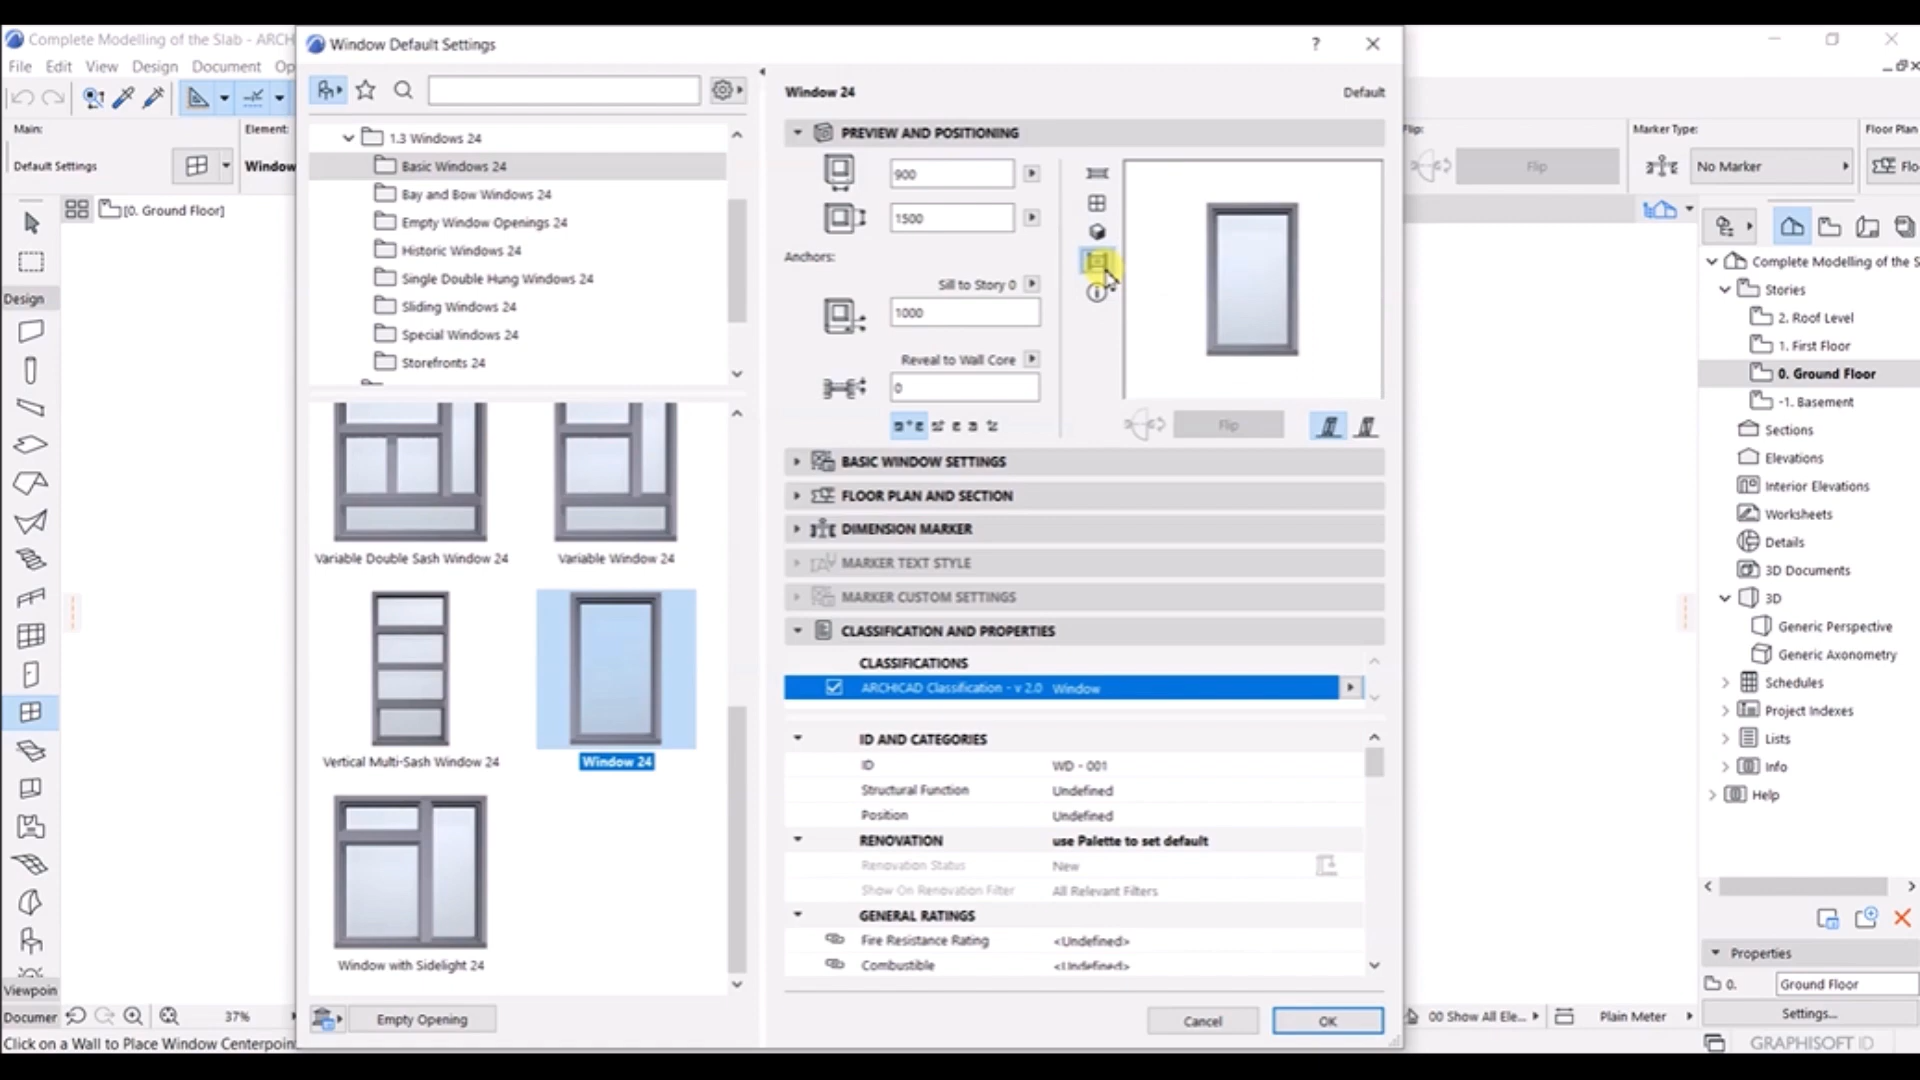 Complete Modelling of the Slab - ARCH
File Edit View Design Document Op
Main:
Element:
Default Settings
Window
[0. Ground Floor]
Design
Viewpoin
Documer
37%
Click on a Wall to Place Window Centerpoin
Window Default Settings
?
1.3 Windows 24
Basic Windows 24
Bay and Bow Windows 24
Empty Window Openings 24
Historic Windows 24
Single Double Hung Windows 24
Sliding Windows 24
Special Windows 24
Storefronts 24
Variable Double Sash Window 24
Variable Window 24
Vertical Multi-Sash Window 24
Window 24
Window with Sidelight 24
Empty Opening
Window 24
Default
PREVIEW AND POSITIONING
900
1500
Anchors:
Sill to Story 0
1000
Reveal to Wall Core
0
Flip
BASIC WINDOW SETTINGS
FLOOR PLAN AND SECTION
DIMENSION MARKER
MARKER TEXT STYLE
MARKER CUSTOM SETTINGS
CLASSIFICATION AND PROPERTIES
CLASSIFICATIONS
ARCHICAD Classification - v 2.0 Window
ID AND CATEGORIES
ID WD - 001
Structural Function Undefined
Position Undefined
RENOVATION use Palette to set default
Renovation Status New
Show On Renovation Filter All Relevant Filters
GENERAL RATINGS
Fire Resistance Rating <Undefined>
Combustible <Undefined>
Cancel
OK
Flip:
Marker Type:
Floor Plan
Flip
No Marker
Flo
Complete Modelling of the S
Stories
2. Roof Level
1. First Floor
0. Ground Floor
-1. Basement
Sections
Elevations
Interior Elevations
Worksheets
Details
3D Documents
3D
Generic Perspective
Generic Axonometry
Schedules
Project Indexes
Lists
Info
Help
Properties
0. Ground Floor
Settings...
00 Show All Ele...
Plain Meter
GRAPHISOFT ID